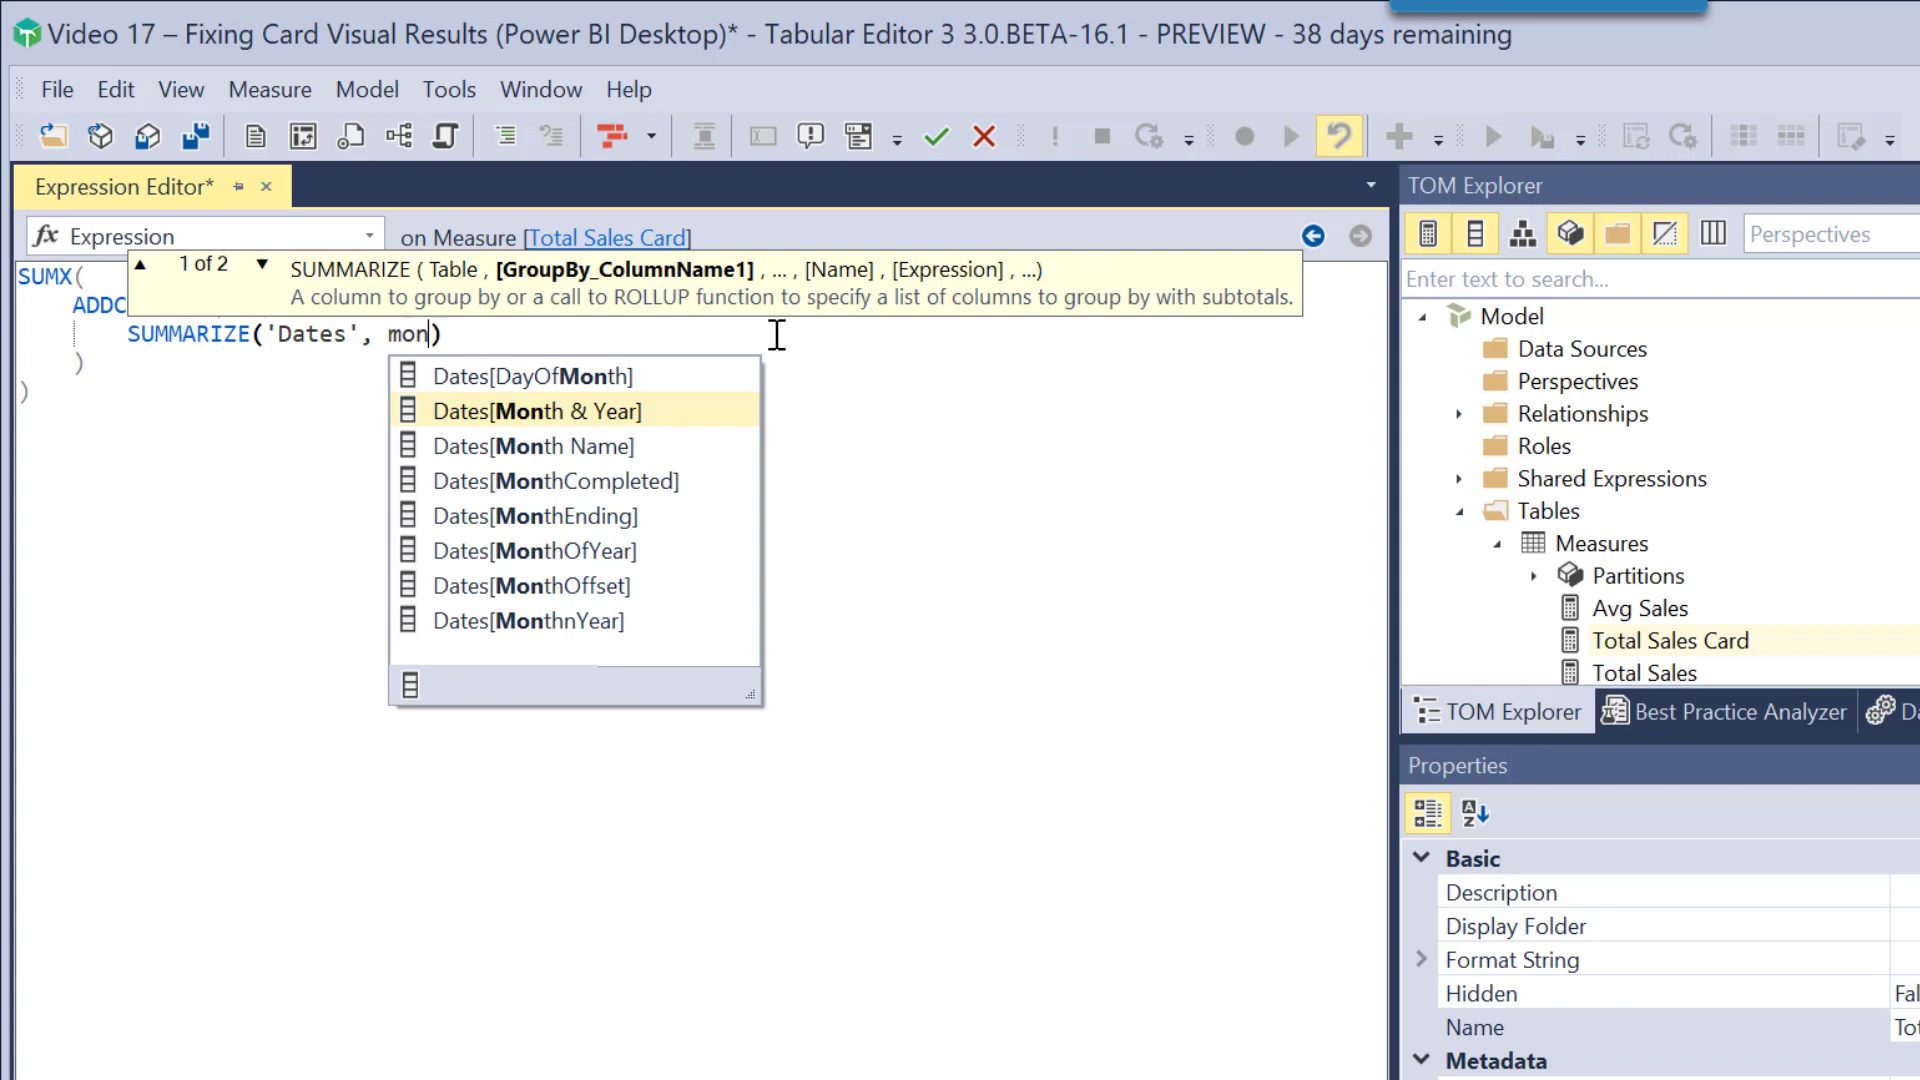 Video 17 – Fixing Card Visual Results (Power BI Desktop)* - Tabular Editor 3 3.0.BETA-16.1 - PREVIEW - 38 days remaining
File Edit View Measure Model Tools Window Help
Expression Editor*
fx Expression on Measure [Total Sales Card]
1 of 2 SUMMARIZE ( Table , [GroupBy_ColumnName1] , ... , [Name] , [Expression] , ...)
A column to group by or a call to ROLLUP function to specify a list of columns to group by with subtotals.
SUMX(
ADDC
SUMMARIZE('Dates', mon)
)
)
Dates[DayOfMonth]
Dates[Month & Year]
Dates[Month Name]
Dates[MonthCompleted]
Dates[MonthEnding]
Dates[MonthOfYear]
Dates[MonthOffset]
Dates[MonthnYear]
TOM Explorer
Perspectives
Enter text to search...
Model
Data Sources
Perspectives
Relationships
Roles
Shared Expressions
Tables
Measures
Partitions
Avg Sales
Total Sales Card
Total Sales
TOM Explorer Best Practice Analyzer
Properties
Basic
Description
Display Folder
Format String
Hidden
Name
Metadata